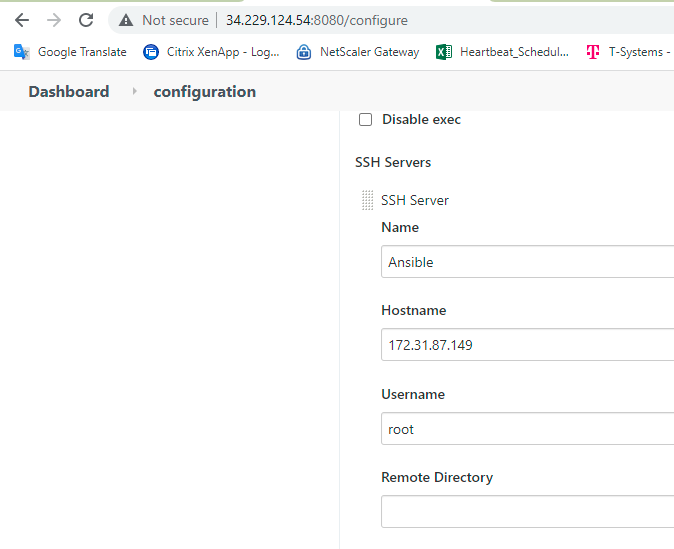 Not secure | 34.229.124.54:8080/configure
Google Translate Citrix XenApp - Log... NetScaler Gateway Heartbeat_Schedul... T-Systems -
Dashboard configuration
Disable exec
SSH Servers
SSH Server
Name
Ansible
Hostname
172.31.87.149
Username
root
Remote Directory